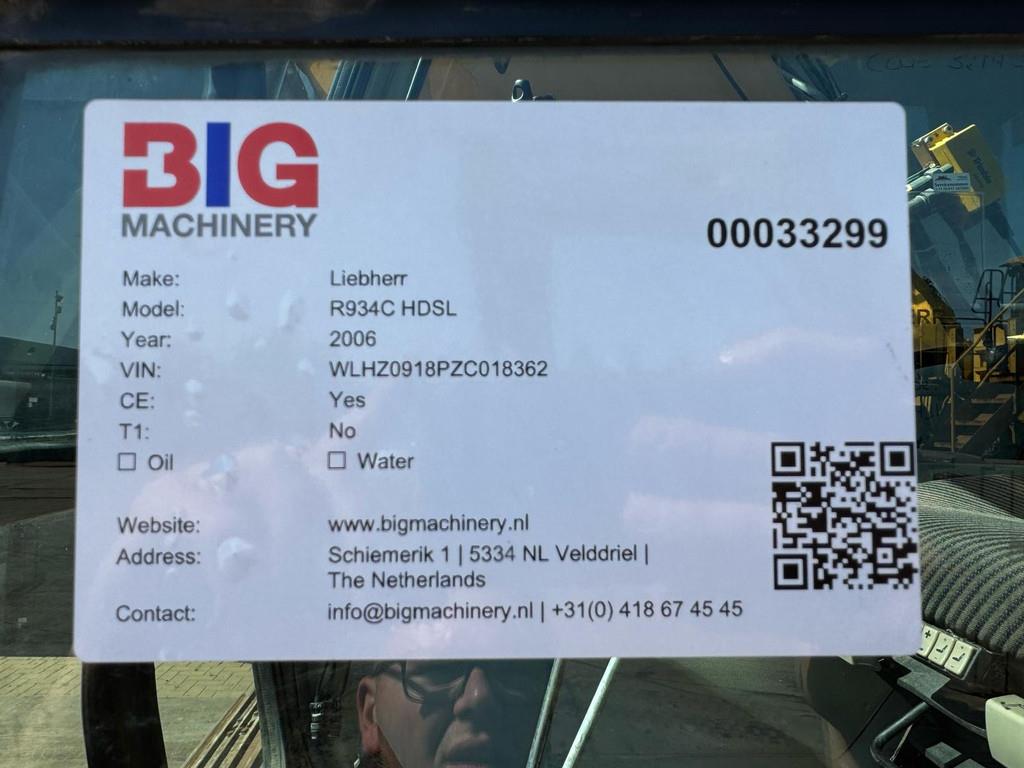 BIG
MACHINERY
00033299
Make: Liebherr
Model: R934C HDSL
Year: 2006
VIN: WLHZ0918PZC018362
CE: Yes
T1: No
☐ Oil ☐ Water
Website: www.bigmachinery.nl
Address: Schiemerik 1 | 5334 NL Velddriel |
The Netherlands
Contact: info@bigmachinery.nl | +31(0) 418 67 45 45